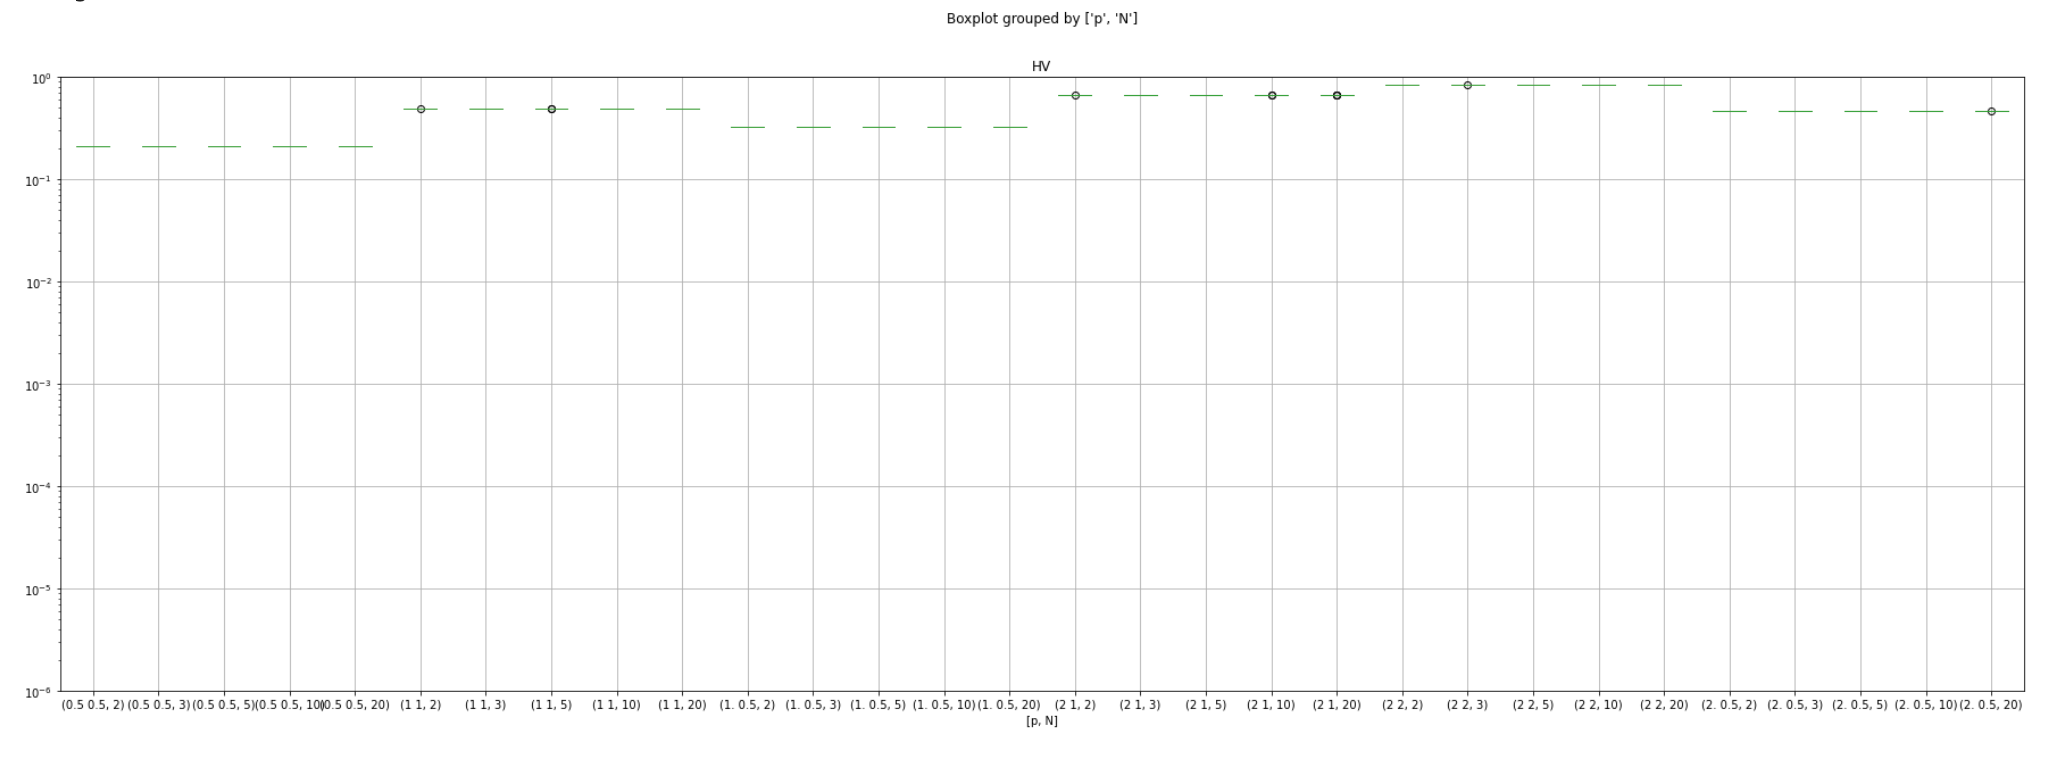 Boxplot grouped by ['p', 'N']
HV
10⁰
10⁻¹
10⁻²
10⁻³
10⁻⁴
10⁻⁵
10⁻⁶
(0.5 0.5, 2) (0.5 0.5, 3) (0.5 0.5, 5) (0.5 0.5, 10) (0.5 0.5, 20) (1 1, 2) (1 1, 3) (1 1, 5) (1 1, 10) (1 1, 20) (1. 0.5, 2) (1. 0.5, 3) (1. 0.5, 5) (1. 0.5, 10) (1. 0.5, 20) (2 1, 2) (2 1, 3) (2 1, 5) (2 1, 10) (2 1, 20) (2 2, 2) (2 2, 3) (2 2, 5) (2 2, 10) (2 2, 20) (2. 0.5, 2) (2. 0.5, 3) (2. 0.5, 5) (2. 0.5, 10) (2. 0.5, 20)
[p, N]